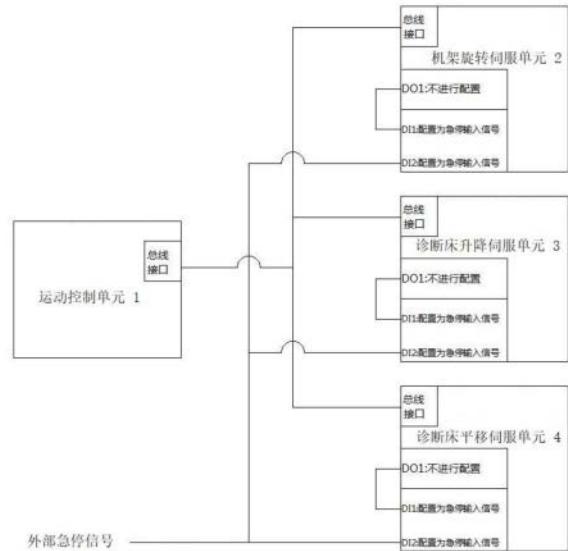 总线
接口
机架旋转伺服单元 2
DO1:不进行配置
DI1:配置为急停输入信号
DI2:配置为急停输入信号
总线
接口
诊断床升降伺服单元 3
DO1:不进行配置
DI1:配置为急停输入信号
DI2:配置为急停输入信号
总线
接口
运动控制单元 1
总线
接口
诊断床平移伺服单元 4
DO1:不进行配置
DI1:配置为急停输入信号
DI2:配置为急停输入信号
外部急停信号